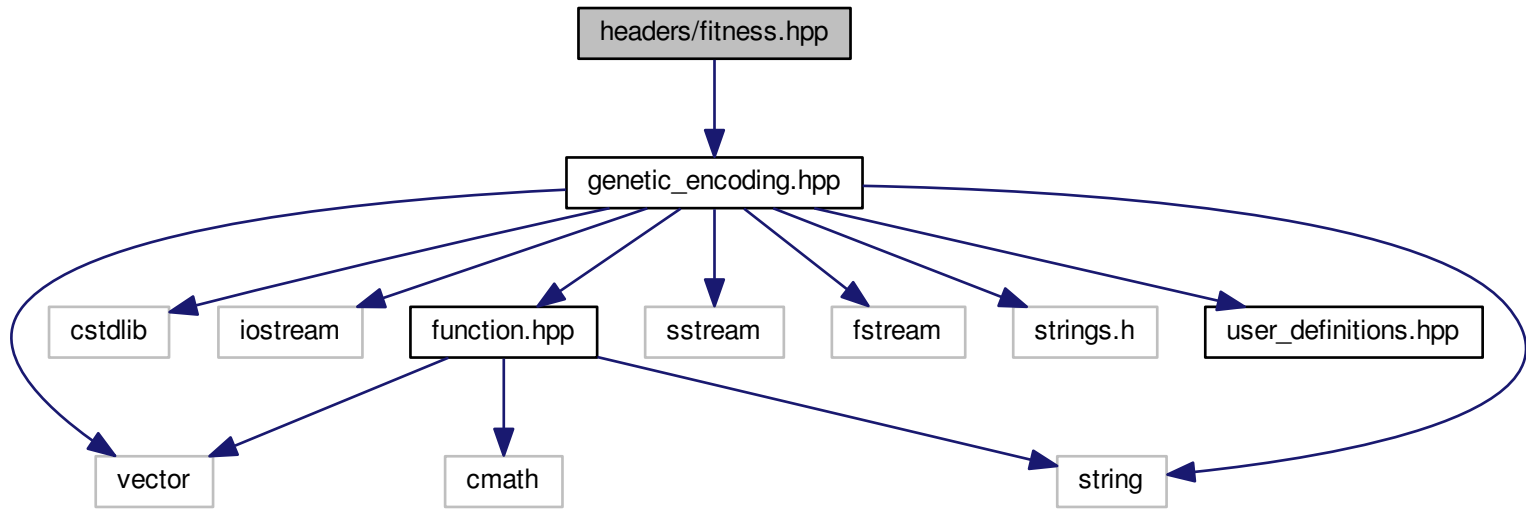 headers/fitness.hpp
genetic_encoding.hpp
cstdlib
iostream
function.hpp
sstream
fstream
strings.h
user_definitions.hpp
vector
cmath
string